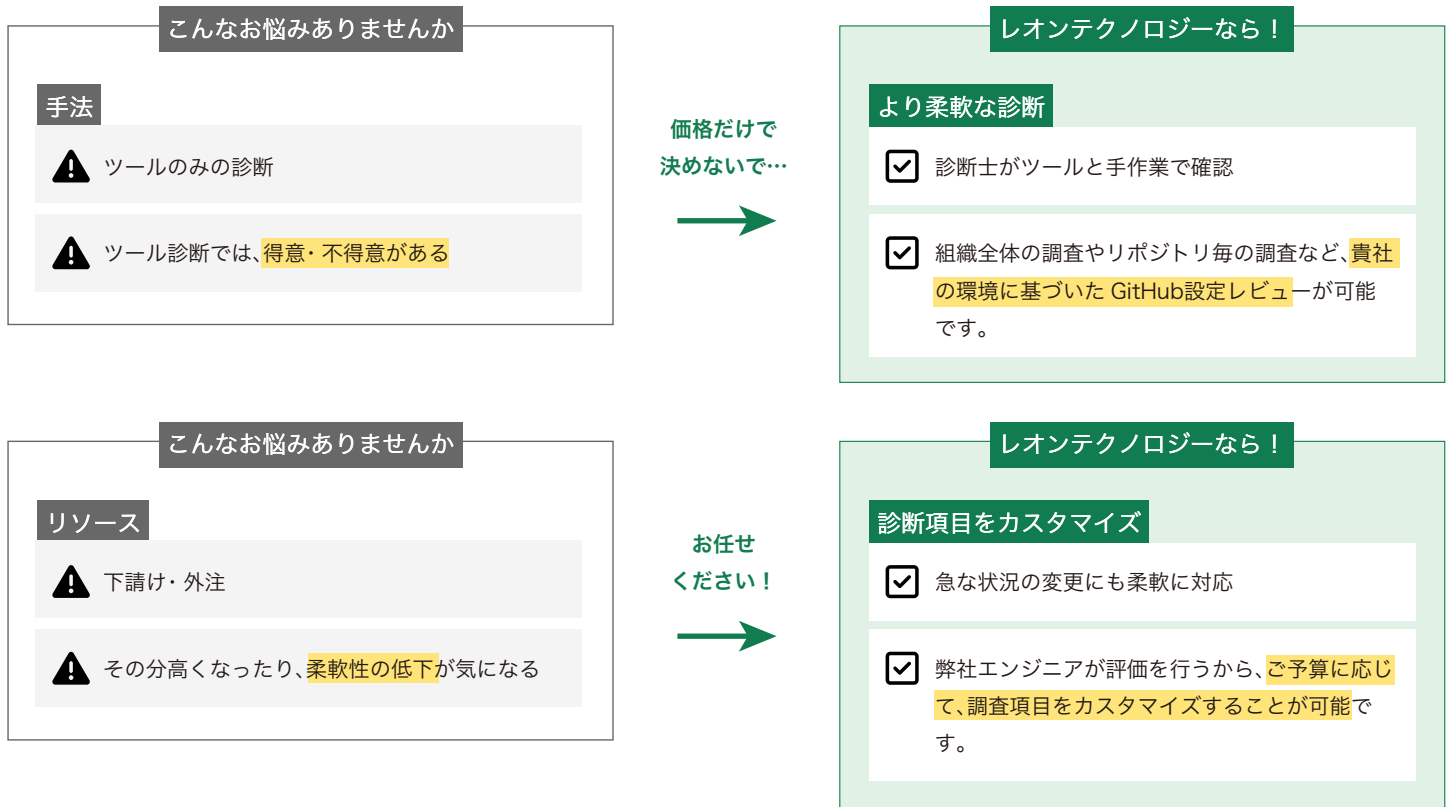 こんなお悩みありませんか
手法
ツールのみの診断
ツール診断では、得意・不得意がある
価格だけで
決めないで…
レオンテクノロジーなら！
より柔軟な診断
診断士がツールと手作業で確認
組織全体の調査やリポジトリ毎の調査など、貴社
の環境に基づいた GitHub設定レビューが可能
です。
こんなお悩みありませんか
リソース
下請け・外注
その分高くなったり、柔軟性の低下が気になる
お任せ
ください！
レオンテクノロジーなら！
診断項目をカスタマイズ
急な状況の変更にも柔軟に対応
弊社エンジニアが評価を行うから、ご予算に応じ
て、調査項目をカスタマイズすることが可能で
す。